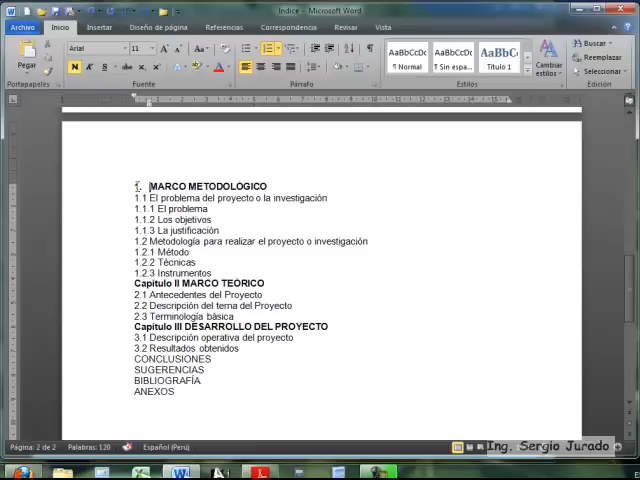 Indice - Microsoft Word
Archivo Inicio Insertar Diseño de página Referencias Correspondencia Revisar Vista
Arial 11
Pegar
AaBbCcDc AaBbCcDc AaBbC
¶ Normal ¶ Sin espa... Título 1
Cambiar estilos
Buscar
Reemplazar
Seleccionar
Portapapeles Fuente Párrafo Estilos Edición
1. MARCO METODOLÓGICO
1.1 El problema del proyecto o la investigación
1.1.1 El problema
1.1.2 Los objetivos
1.1.3 La justificación
1.2 Metodología para realizar el proyecto o investigación
1.2.1 Método
1.2.2 Técnicas
1.2.3 Instrumentos
Capítulo II MARCO TEÓRICO
2.1 Antecedentes del Proyecto
2.2 Descripción del tema del Proyecto
2.3 Terminología básica
Capítulo III DESARROLLO DEL PROYECTO
3.1 Descripción operativa del proyecto
3.2 Resultados obtenidos
CONCLUSIONES
SUGERENCIAS
BIBLIOGRAFÍA
ANEXOS
Página: 2 de 2 Palabras: 126 Español (Perú)
Ing. Sergio Jurado